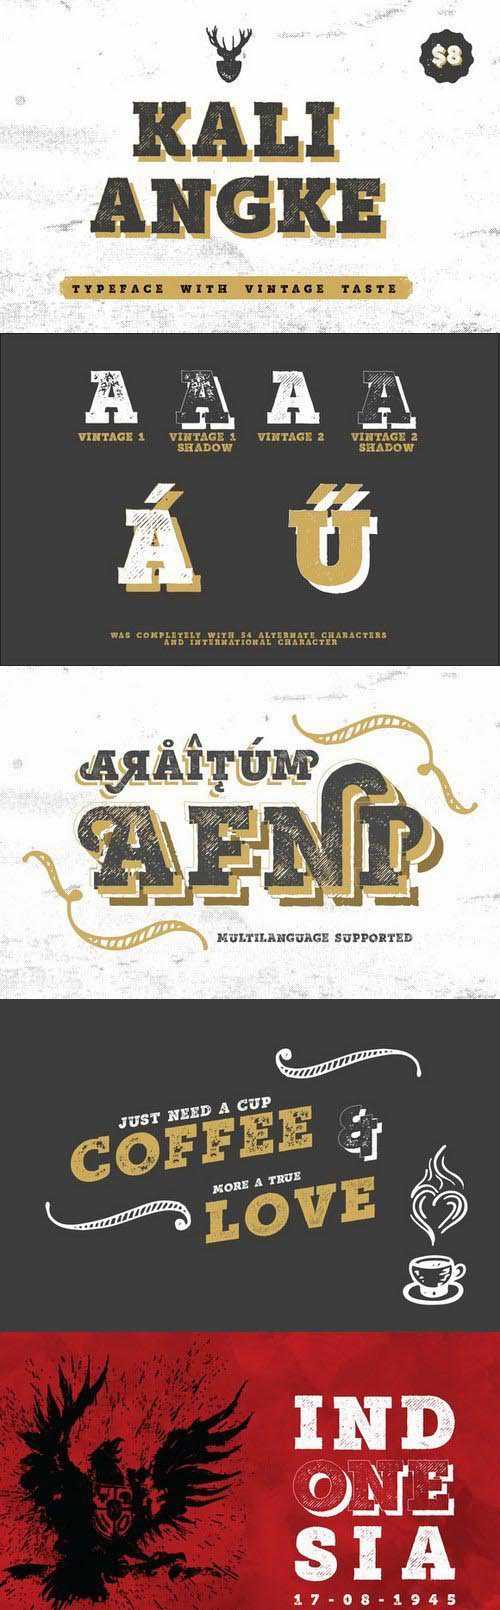 $8
KALI
ANGKE
TYPEFACE WITH VINTAGE TASTE
A A A A
VINTAGE 1 VINTAGE 1 SHADOW VINTAGE 2 VINTAGE 2 SHADOW
Á Ű
WAS COMPLETELY WITH 54 ALTERNATE CHARACTERS
AND INTERNATIONAL CHARACTER
AFNP
MULTILANGUAGE SUPPORTED
JUST NEED A CUP
COFFEE &
MORE A TRUE
LOVE
IND
ONE
SIA
17-08-1945